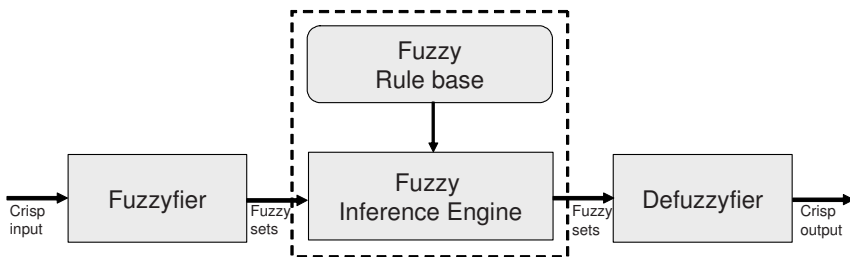 Fuzzy
Rule base
Fuzzyfier
Fuzzy
Inference Engine
Defuzzyfier
Crisp
input
Fuzzy
sets
Fuzzy
sets
Crisp
output